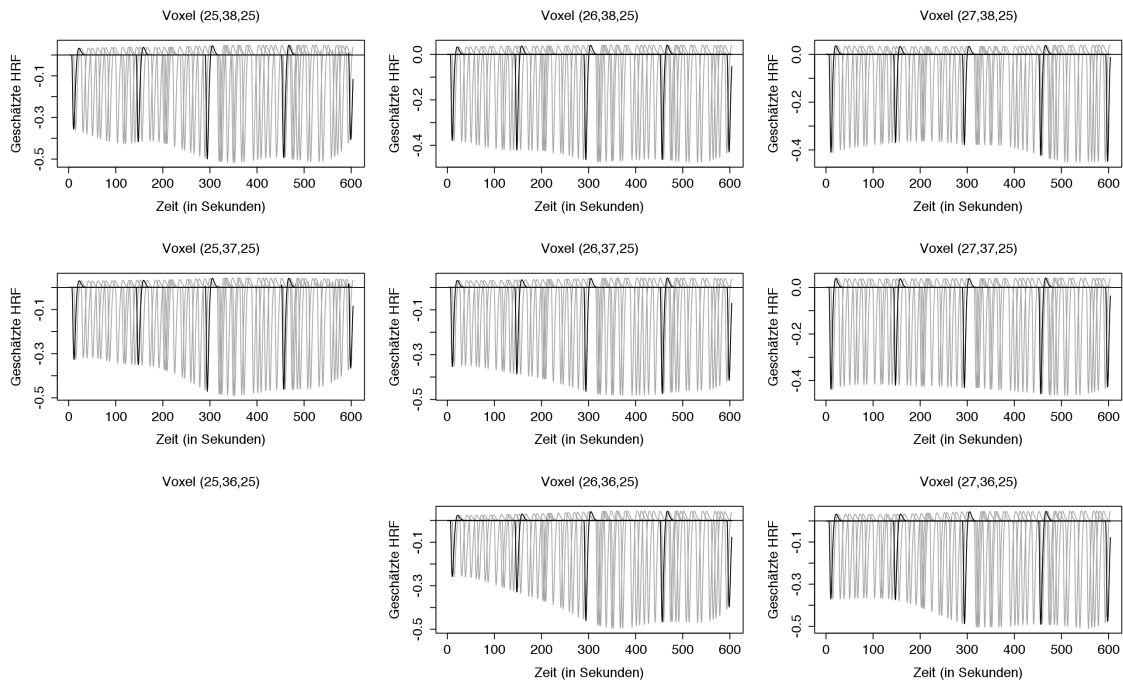 Voxel (25,38,25)
Geschätzte HRF
-0.1
-0.3
-0.5
0 100 200 300 400 500 600
Zeit (in Sekunden)
Voxel (26,38,25)
Geschätzte HRF
0.0
-0.2
-0.4
0 100 200 300 400 500 600
Zeit (in Sekunden)
Voxel (27,38,25)
Geschätzte HRF
0.0
-0.2
-0.4
0 100 200 300 400 500 600
Zeit (in Sekunden)
Voxel (25,37,25)
Geschätzte HRF
-0.1
-0.3
-0.5
0 100 200 300 400 500 600
Zeit (in Sekunden)
Voxel (26,37,25)
Geschätzte HRF
-0.1
-0.3
-0.5
0 100 200 300 400 500 600
Zeit (in Sekunden)
Voxel (27,37,25)
Geschätzte HRF
0.0
-0.2
-0.4
0 100 200 300 400 500 600
Zeit (in Sekunden)
Voxel (25,36,25)
Voxel (26,36,25)
Geschätzte HRF
-0.1
-0.3
-0.5
0 100 200 300 400 500 600
Zeit (in Sekunden)
Voxel (27,36,25)
Geschätzte HRF
-0.1
-0.3
-0.5
0 100 200 300 400 500 600
Zeit (in Sekunden)